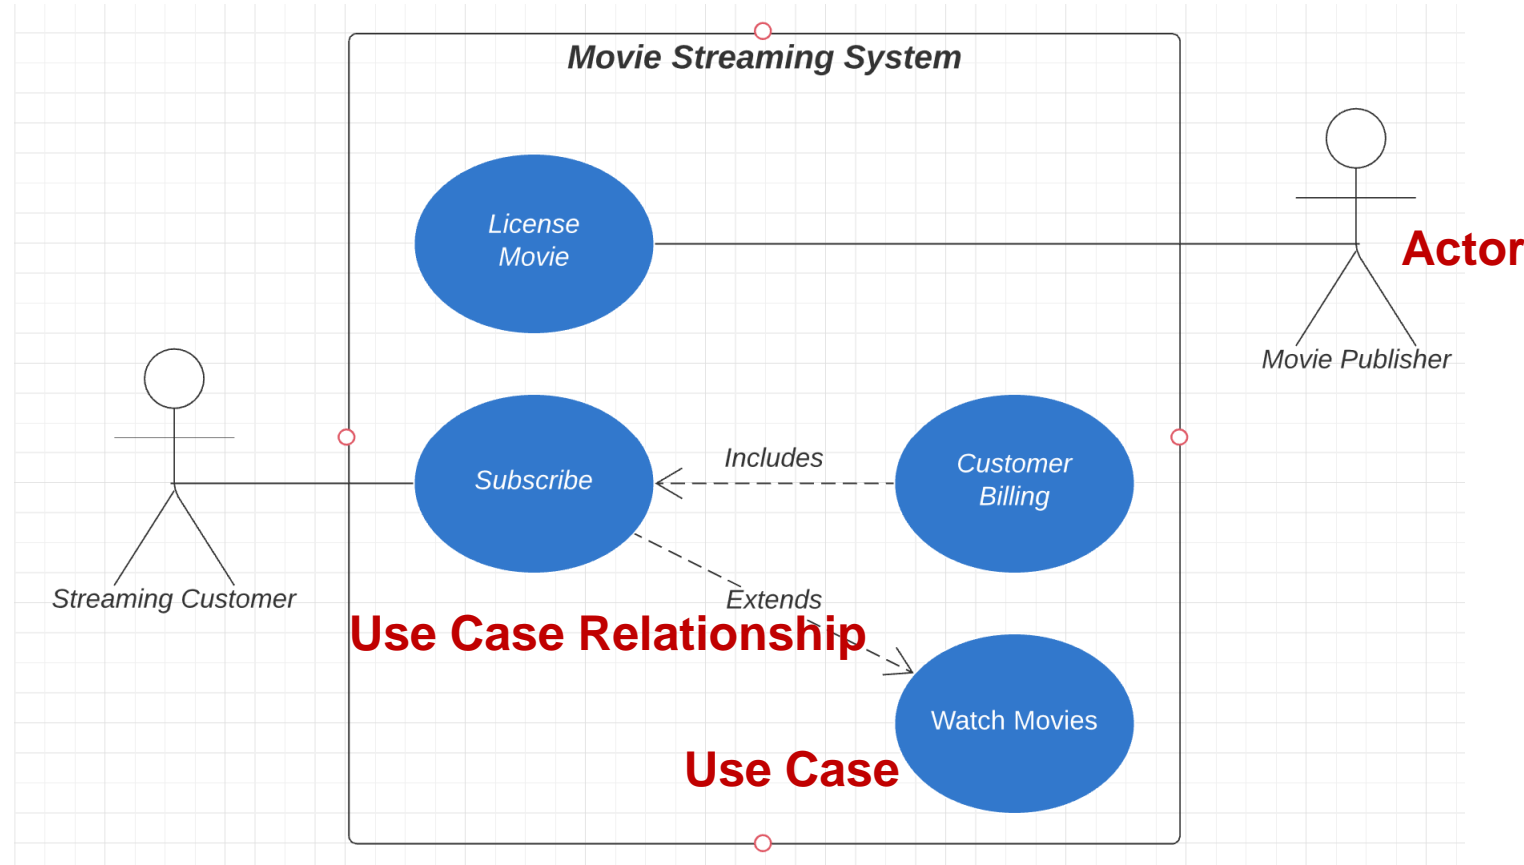 Movie Streaming System
License
Movie
Actor
Movie Publisher
Subscribe
Includes
Customer
Billing
Streaming Customer
Extends
Use Case Relationship
Watch Movies
Use Case